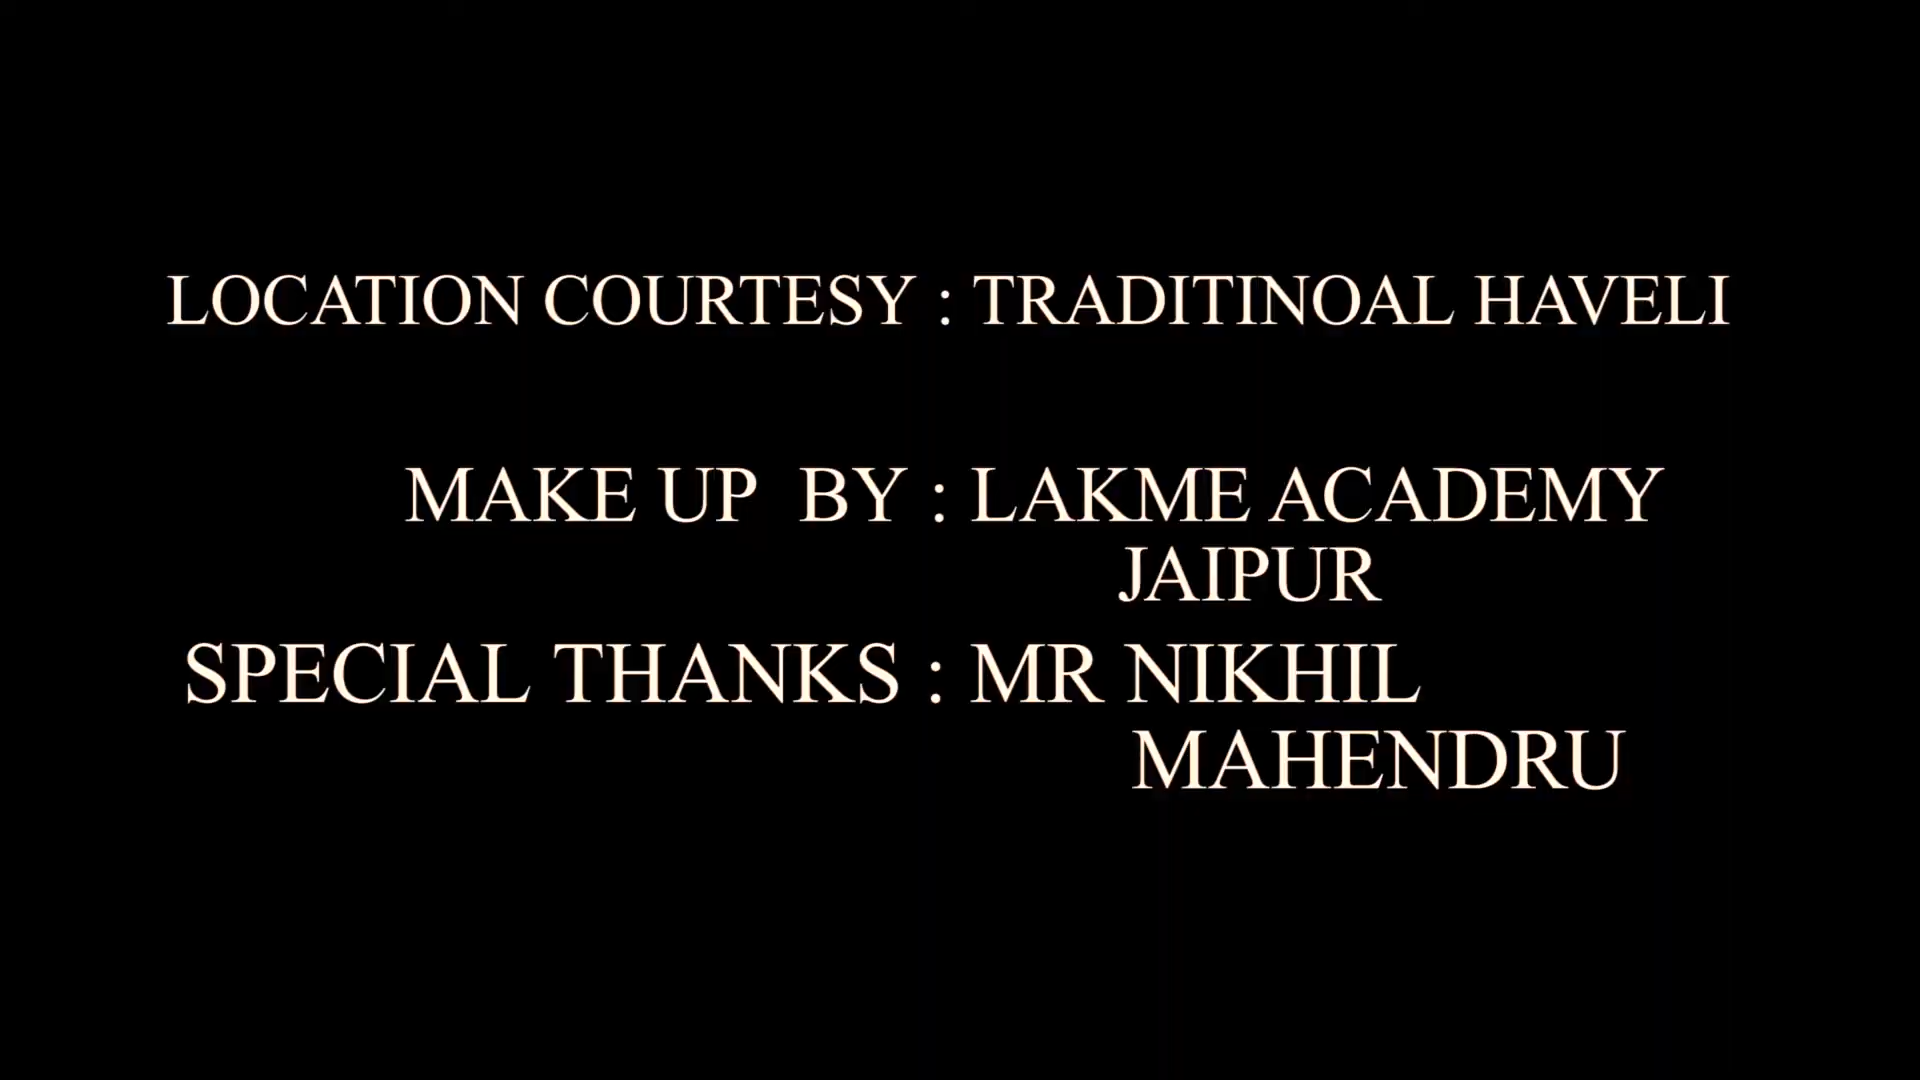 LOCATION COURTESY : TRADITINOAL HAVELI
MAKE UP BY : LAKME ACADEMY
JAIPUR
SPECIAL THANKS : MR NIKHIL
MAHENDRU